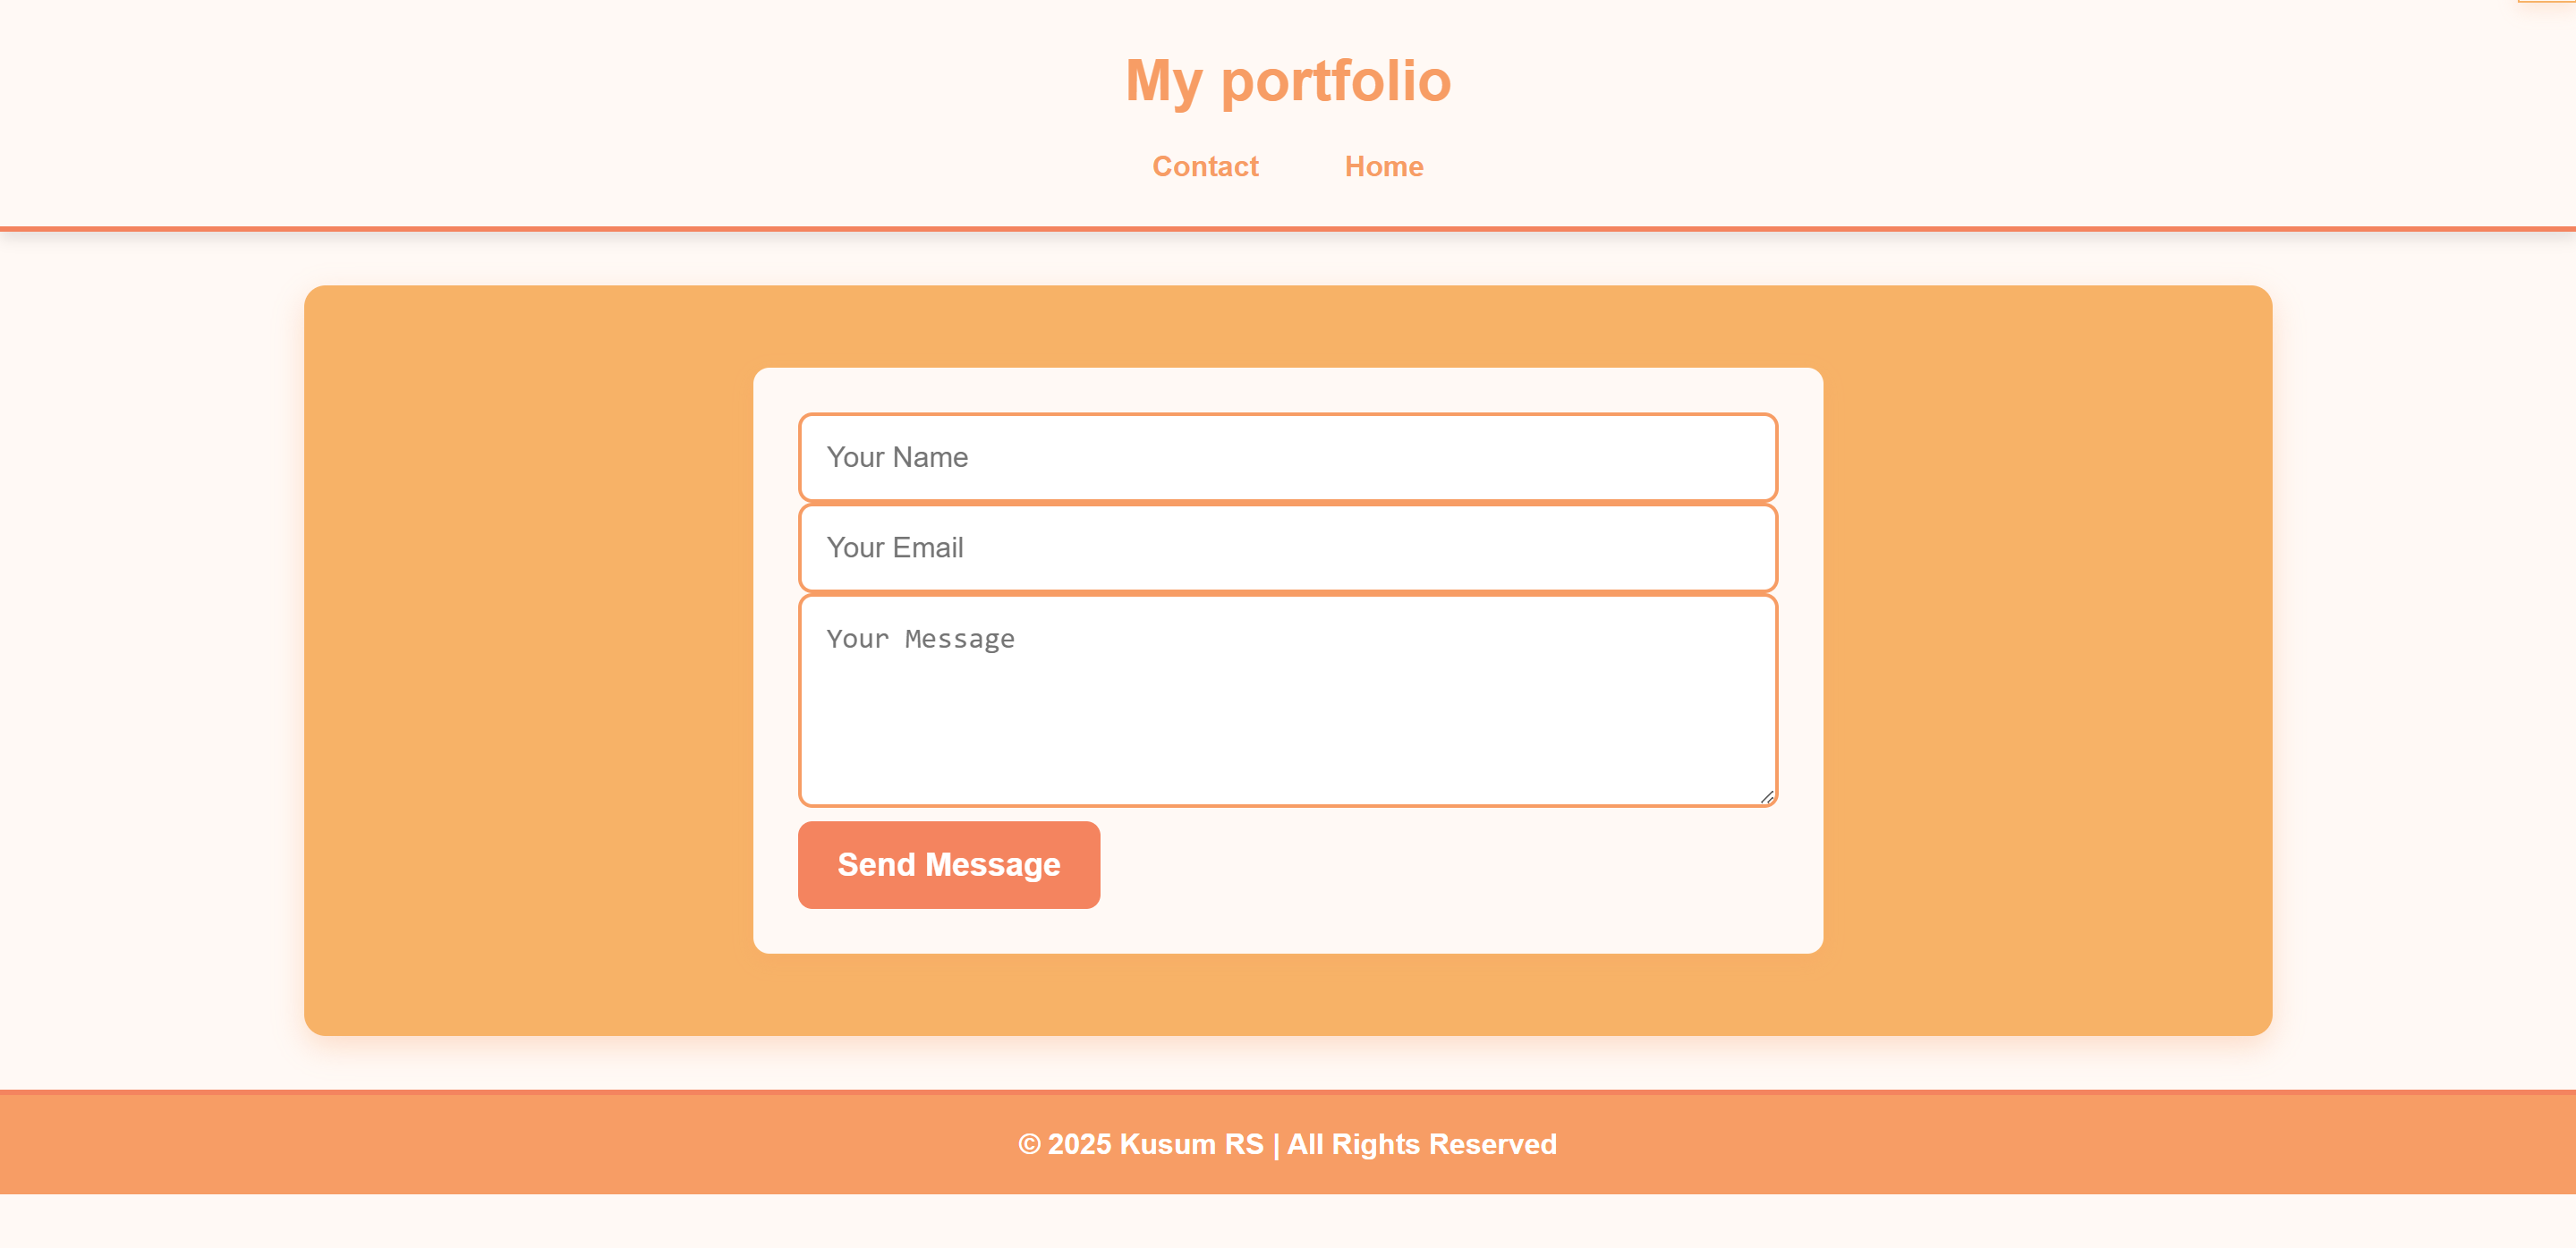 My portfolio
Contact Home
Your Name
Your Email
Your Message
Send Message
© 2025 Kusum RS | All Rights Reserved